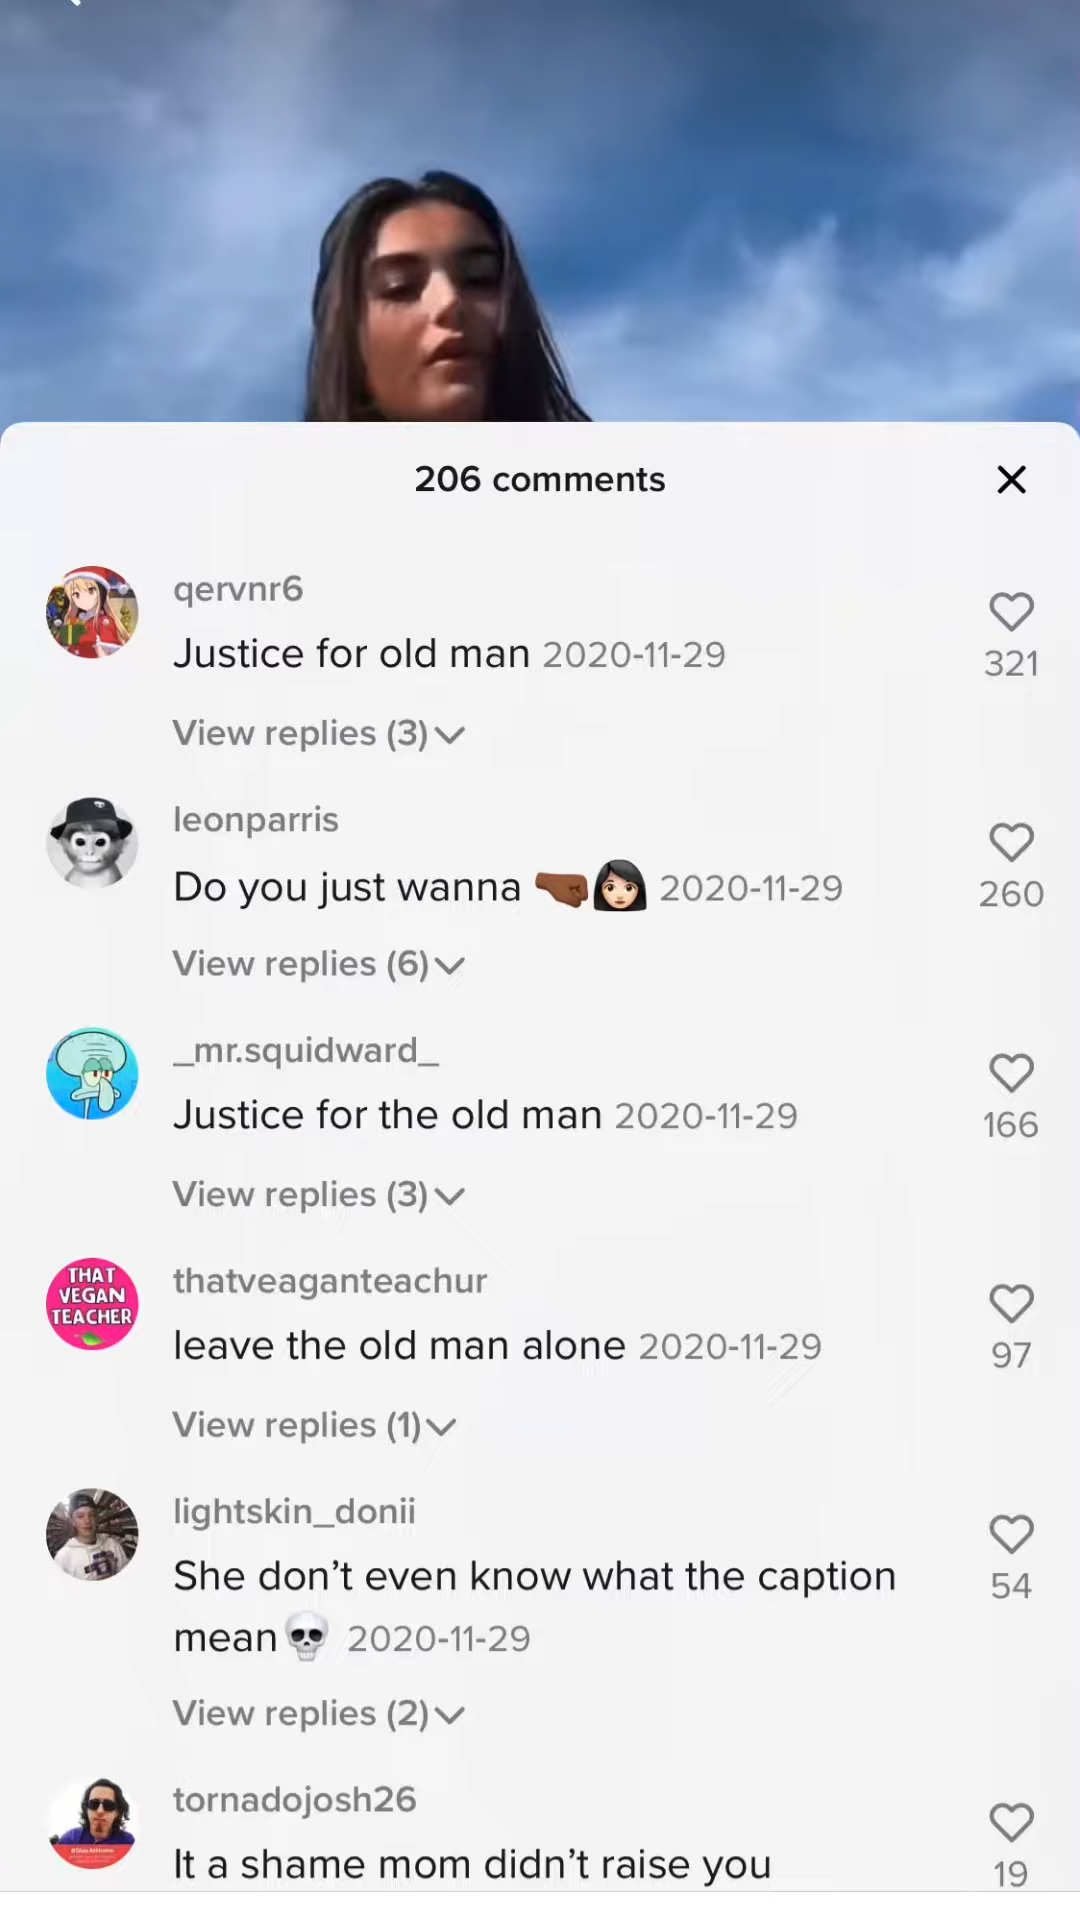 206 comments
qervnr6
Justice for old man 2020-11-29
321
View replies (3)
leonparris
Do you just wanna 🤜🏾👩🏻 2020-11-29
260
View replies (6)
_mr.squidward_
Justice for the old man 2020-11-29
166
View replies (3)
THAT
VEGAN
TEACHER
thatveaganteachur
leave the old man alone 2020-11-29
97
View replies (1)
lightskin_donii
She don’t even know what the caption
mean💀 2020-11-29
54
View replies (2)
tornadojosh26
It a shame mom didn’t raise you
19